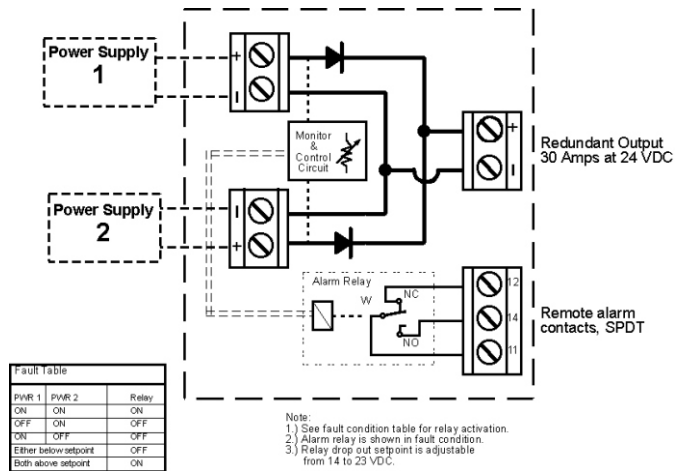 Power Supply
1
+
−
Monitor
&
Control
Circuit
+
−
Redundant Output
30 Amps at 24 VDC
Power Supply
2
−
+
Alarm Relay
W
NC
NO
12
14
11
Remote alarm
contacts, SPDT
Fault Table
PWR 1 PWR 2 Relay
ON ON ON
OFF ON OFF
ON OFF OFF
Either below setpoint OFF
Both above setpoint ON
Note:
1.) See fault condition table for relay activation.
2.) Alarm relay is shown in fault condition.
3.) Relay drop out setpoint is adjustable
from 14 to 23 VDC.